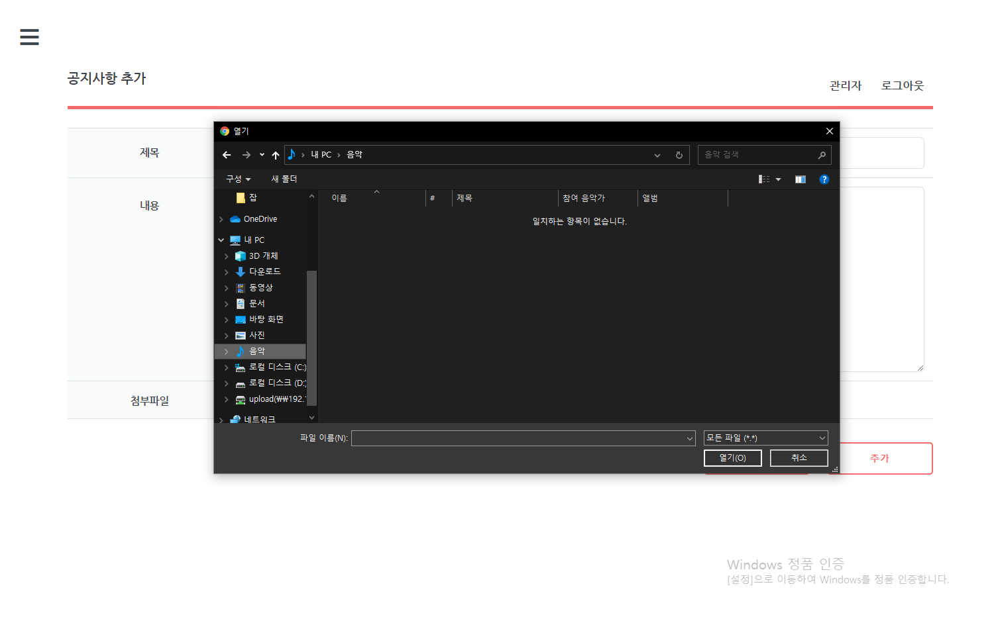 공지사항 추가
관리자 로그아웃
열기
내 PC 음악
음악 검색
구성 새 폴더
이름 # 제목 참여 음악가 앨범
일치하는 항목이 없습니다.
잡
OneDrive
내 PC
3D 개체
다운로드
동영상
문서
바탕 화면
사진
음악
로컬 디스크 (C:)
로컬 디스크 (D:)
upload(₩₩192.1
네트워크
파일 이름(N):
모든 파일 (*.*)
열기(O) 취소
제목
내용
첨부파일
추가
Windows 정품 인증
[설정]으로 이동하여 Windows를 정품 인증합니다.